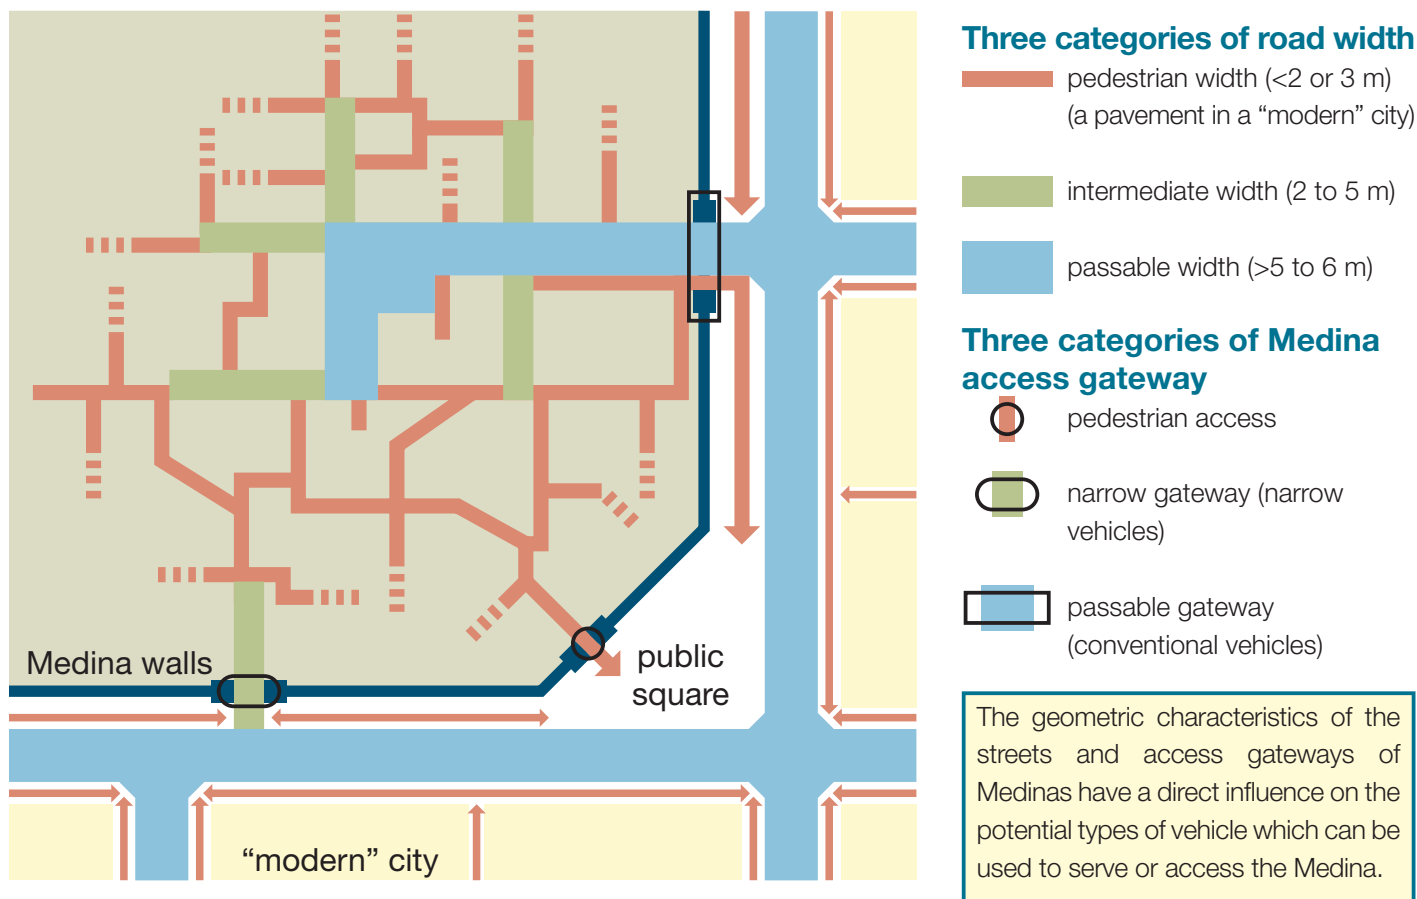 Three categories of road width
pedestrian width (<2 or 3 m)
(a pavement in a “modern” city)
intermediate width (2 to 5 m)
passable width (>5 to 6 m)
Three categories of Medina
access gateway
pedestrian access
narrow gateway (narrow
vehicles)
passable gateway
(conventional vehicles)
The geometric characteristics of the
streets and access gateways of
Medinas have a direct influence on the
potential types of vehicle which can be
used to serve or access the Medina.
Medina walls
public
square
“modern” city